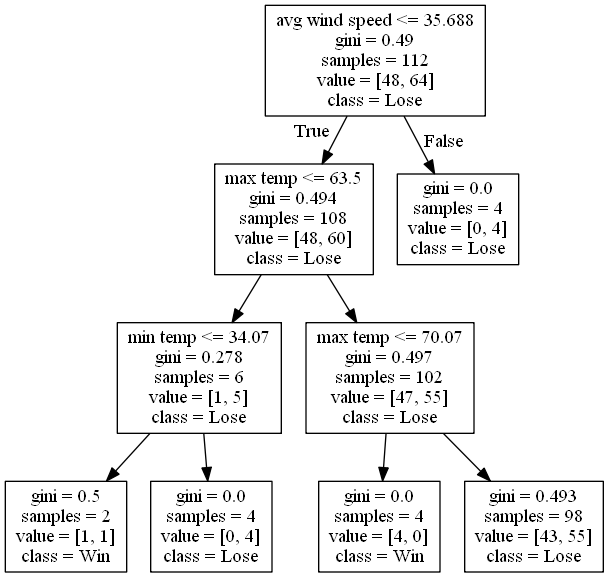 avg wind speed <= 35.688
gini = 0.49
samples = 112
value = [48, 64]
class = Lose
True
False
max temp <= 63.5
gini = 0.494
samples = 108
value = [48, 60]
class = Lose
gini = 0.0
samples = 4
value = [0, 4]
class = Lose
min temp <= 34.07
gini = 0.278
samples = 6
value = [1, 5]
class = Lose
max temp <= 70.07
gini = 0.497
samples = 102
value = [47, 55]
class = Lose
gini = 0.5
samples = 2
value = [1, 1]
class = Win
gini = 0.0
samples = 4
value = [0, 4]
class = Lose
gini = 0.0
samples = 4
value = [4, 0]
class = Win
gini = 0.493
samples = 98
value = [43, 55]
class = Lose